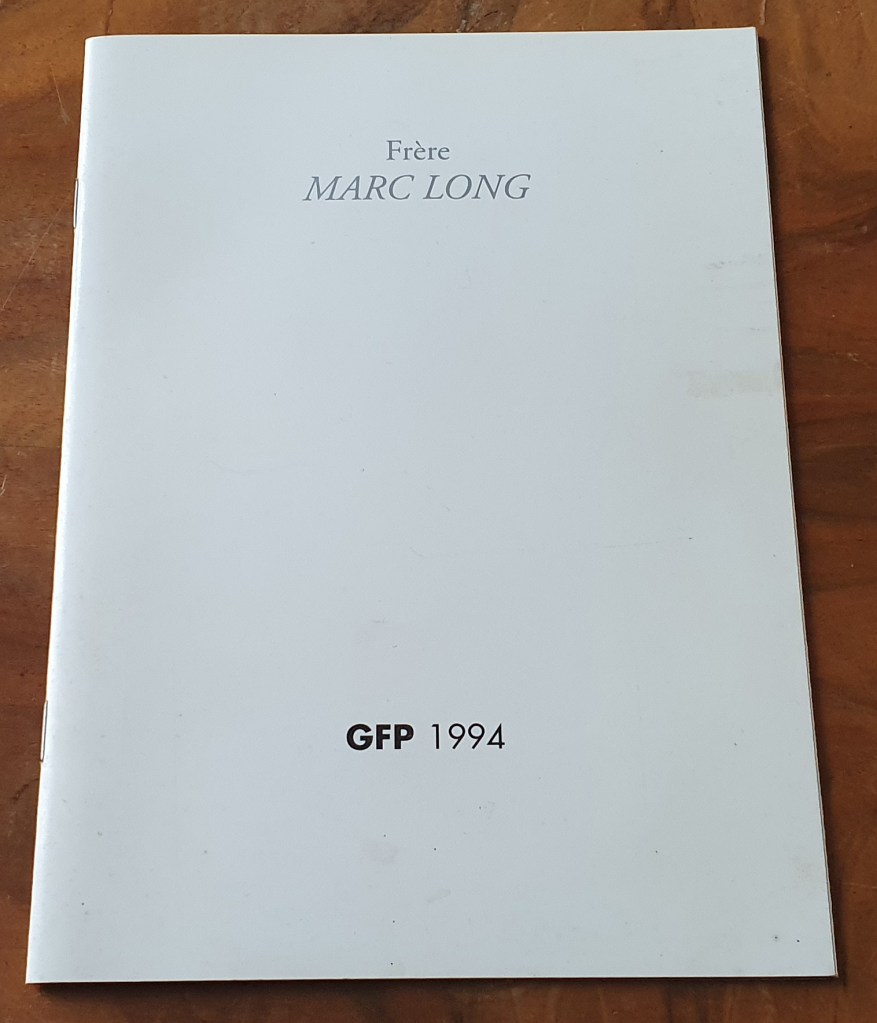 Frère
MARC LONG
GFP 1994